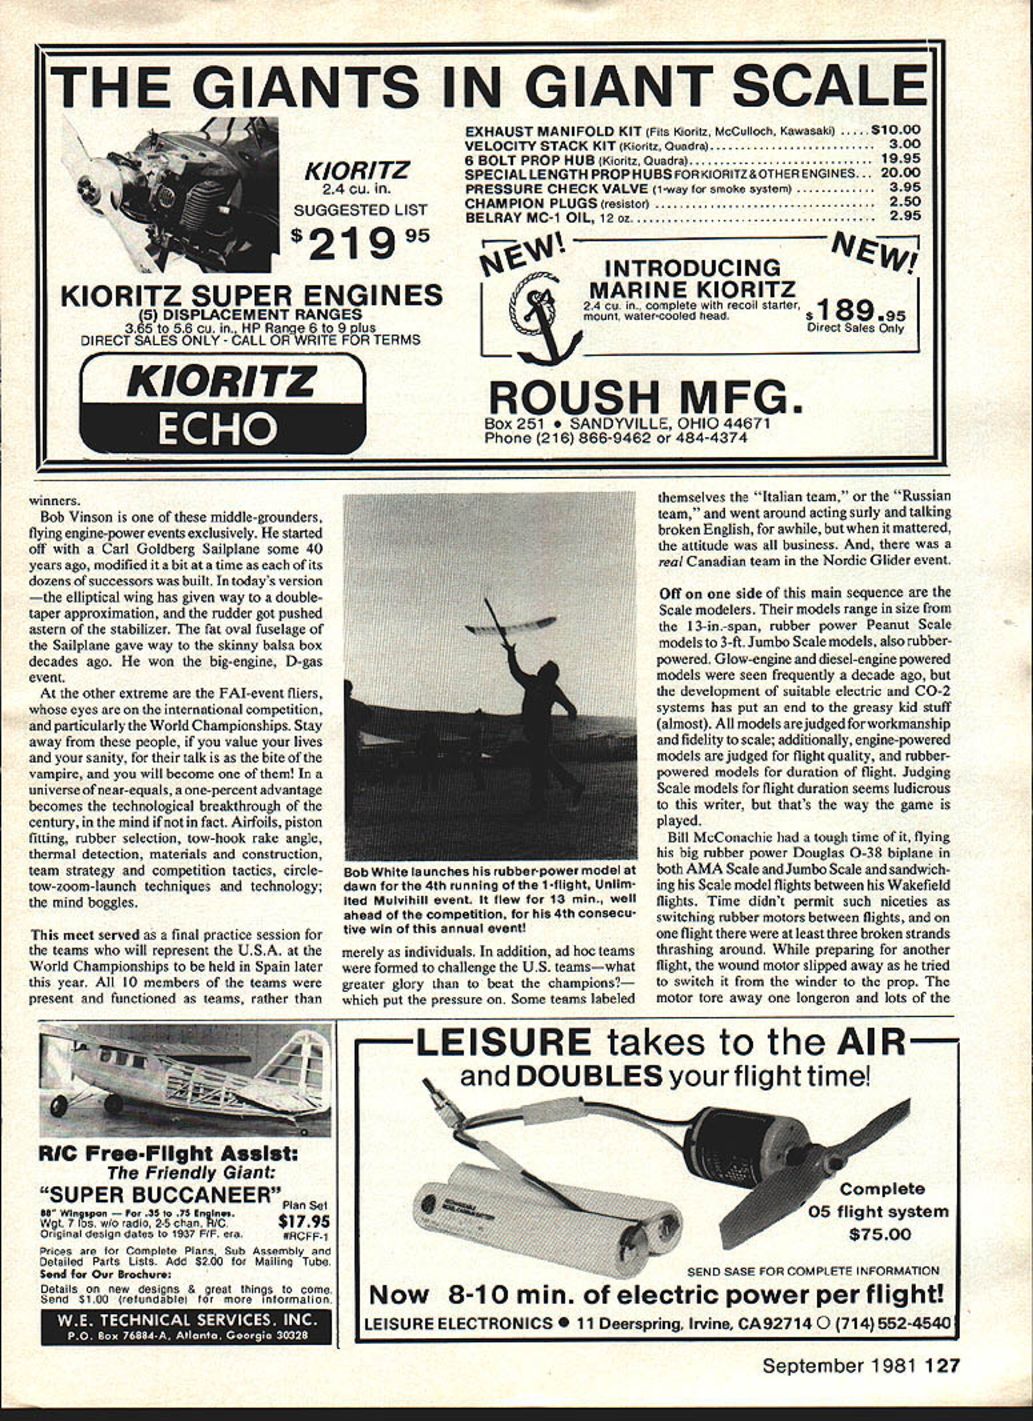 THE GIANTS IN GIANT SCALE
KIORITZ
2.4 cu. in.
SUGGESTED LIST
$219 95
KIORITZ SUPER ENGINES
(5) DISPLACEMENT RANGES
3.65 to 5.6 cu. in., HP Range 6 to 9 plus
DIRECT SALES ONLY - CALL OR WRITE FOR TERMS
KIORITZ
ECHO
EXHAUST MANIFOLD KIT (Fits Kioritz, McCulloch, Kawasaki) ..... $10.00
VELOCITY STACK KIT (Kioritz, Quadra)........................... 3.00
6 BOLT PROP HUB (Kioritz, Quadra).............................. 19.95
SPECIAL LENGTH PROP HUBS FOR KIORITZ & OTHER ENGINES... 20.00
PRESSURE CHECK VALVE (1-way for smoke system) ............ 3.95
CHAMPION PLUGS (resistor) ................................... 2.50
BELRAY MC-1 OIL, 12 oz. ...................................... 2.95
NEW!
NEW!
INTRODUCING
MARINE KIORITZ
2.4 cu. in., complete with recoil starter,
mount, water-cooled head.
$189.95
Direct Sales Only
ROUSH MFG.
Box 251 • SANDYVILLE, OHIO 44671
Phone (216) 866-9462 or 484-4374
winners.
Bob Vinson is one of these middle-grounders,
flying engine-power events exclusively. He started
off with a Carl Goldberg Sailplane some 40
years ago, modified it a bit at a time as each of its
dozens of successors was built. In today's version
—the elliptical wing has given way to a double-
taper approximation, and the rudder got pushed
astern of the stabilizer. The fat oval fuselage of
the Sailplane gave way to the skinny balsa box
decades ago. He won the big-engine, D-gas
event.
At the other extreme are the FAI-event fliers,
whose eyes are on the international competition,
and particularly the World Championships. Stay
away from these people, if you value your lives
and your sanity, for their talk is as the bite of the
vampire, and you will become one of them! In a
universe of near-equals, a one-percent advantage
becomes the technological breakthrough of the
century, in the mind if not in fact. Airfoils, piston
fitting, rubber selection, tow-hook rake angle,
thermal detection, materials and construction,
team strategy and competition tactics, circle-
tow-zoom-launch techniques and technology;
the mind boggles.
This meet served as a final practice session for
the teams who will represent the U.S.A. at the
World Championships to be held in Spain later
this year. All 10 members of the teams were
present and functioned as teams, rather than
Bob White launches his rubber-power model at
dawn for the 4th running of the 1-flight, Unlim-
ited Mulvihill event. It flew for 13 min., well
ahead of the competition, for his 4th consecu-
tive win of this annual event!
merely as individuals. In addition, ad hoc teams
were formed to challenge the U.S. teams—what
greater glory than to beat the champions?—
which put the pressure on. Some teams labeled
themselves the "Italian team," or the "Russian
team," and went around acting surly and talking
broken English, for awhile, but when it mattered,
the attitude was all business. And, there was a
real Canadian team in the Nordic Glider event.
Off on one side of this main sequence are the
Scale modelers. Their models range in size from
the 13-in.-span, rubber power Peanut Scale
models to 3-ft. Jumbo Scale models, also rubber-
powered. Glow-engine and diesel-engine powered
models were seen frequently a decade ago, but
the development of suitable electric and CO-2
systems has put an end to the greasy kid stuff
(almost). All models are judged for workmanship
and fidelity to scale; additionally, engine-powered
models are judged for flight quality, and rubber-
powered models for duration of flight. Judging
Scale models for flight duration seems ludicrous
to this writer, but that's the way the game is
played.
Bill McConachie had a tough time of it, flying
his big rubber power Douglas O-38 biplane in
both AMA Scale and Jumbo Scale and sandwich-
ing his Scale model flights between his Wakefield
flights. Time didn't permit such niceties as
switching rubber motors between flights, and on
one flight there were at least three broken strands
thrashing around. While preparing for another
flight, the wound motor slipped away as he tried
to switch it from the winder to the prop. The
motor tore away one longeron and lots of the
R/C Free-Flight Assist:
The Friendly Giant:
"SUPER BUCCANEER"
88" Wingspan — For .35 to .75 Engines.
Wgt. 7 lbs. w/o radio, 2-5 chan. R/C.
Original design dates to 1937 F/F. era.
Plan Set
$17.95
#RCFF-1
Prices are for Complete Plans, Sub Assembly and
Detailed Parts Lists. Add $2.00 for Mailing Tube.
Send for Our Brochure:
Details on new designs & great things to come.
Send $1.00 (refundable) for more information.
W.E. TECHNICAL SERVICES, INC.
P.O. Box 76884-A, Atlanta, Georgia 30328
LEISURE takes to the AIR
and DOUBLES your flight time!
Complete
05 flight system
$75.00
SEND SASE FOR COMPLETE INFORMATION
Now 8-10 min. of electric power per flight!
LEISURE ELECTRONICS ● 11 Deerspring, Irvine, CA 92714 O (714) 552-4540
September 1981 127